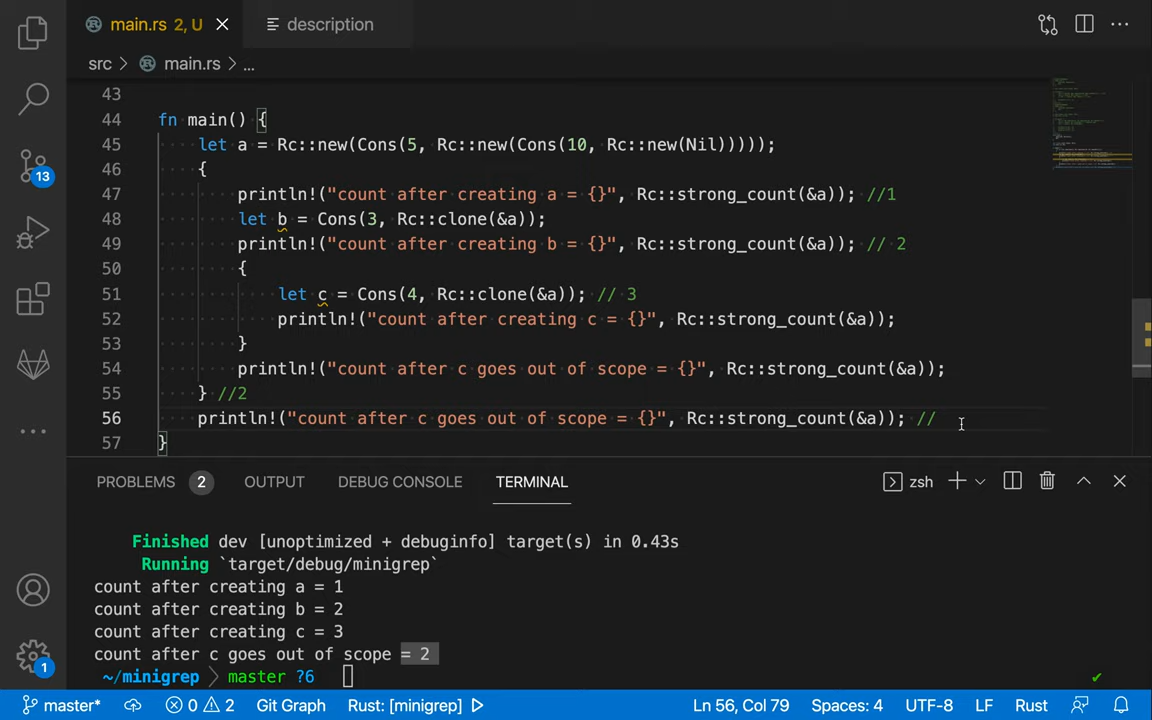 main.rs 2, U
description
src > main.rs > ...
43
44 fn main() {
45 let a = Rc::new(Cons(5, Rc::new(Cons(10, Rc::new(Nil)))));
46 {
47 println!("count after creating a = {}", Rc::strong_count(&a)); //1
48 let b = Cons(3, Rc::clone(&a));
49 println!("count after creating b = {}", Rc::strong_count(&a)); // 2
50 {
51 let c = Cons(4, Rc::clone(&a)); // 3
52 println!("count after creating c = {}", Rc::strong_count(&a));
53 }
54 println!("count after c goes out of scope = {}", Rc::strong_count(&a));
55 } //2
56 println!("count after c goes out of scope = {}", Rc::strong_count(&a)); //
57 }
13
PROBLEMS 2 OUTPUT DEBUG CONSOLE TERMINAL zsh
Finished dev [unoptimized + debuginfo] target(s) in 0.43s
Running `target/debug/minigrep`
count after creating a = 1
count after creating b = 2
count after creating c = 3
count after c goes out of scope = 2
~/minigrep > master ?6
1
master* 0 2 Git Graph Rust: [minigrep] Ln 56, Col 79 Spaces: 4 UTF-8 LF Rust